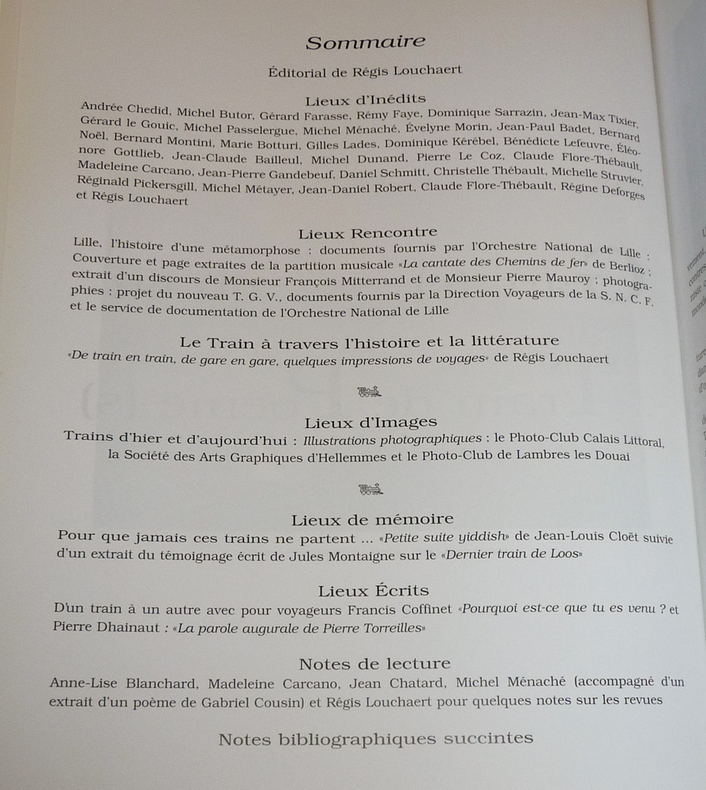 Sommaire
Éditorial de Régis Louchaert
Lieux d'Inédits
Andrée Chedid, Michel Butor, Gérard Farasse, Rémy Faye, Dominique Sarrazin, Jean-Max Tixier,
Gérard le Gouic, Michel Passelergue, Michel Ménaché, Évelyne Morin, Jean-Paul Badet, Bernard
Noël, Bernard Montini, Marie Botturi, Gilles Lades, Dominique Kérébel, Bénédicte Lefeuvre, Éléo-
nore Gottlieb, Jean-Claude Bailleul, Michel Dunand, Pierre Le Coz, Claude Flore-Thébault,
Madeleine Carcano, Jean-Pierre Gandebeuf, Daniel Schmitt, Christelle Thébault, Michelle Struvier,
Réginald Pickersgill, Michel Métayer, Jean-Daniel Robert, Claude Flore-Thébault, Régine Deforges
et Régis Louchaert
Lieux Rencontre
Lille, l'histoire d'une métamorphose : documents fournis par l'Orchestre National de Lille ;
Couverture et page extraites de la partition musicale «La cantate des Chemins de fer» de Berlioz ;
extrait d'un discours de Monsieur François Mitterrand et de Monsieur Pierre Mauroy ; photogra-
phies : projet du nouveau T. G. V., documents fournis par la Direction Voyageurs de la S. N. C. F.
et le service de documentation de l'Orchestre National de Lille
Le Train à travers l'histoire et la littérature
«De train en train, de gare en gare, quelques impressions de voyages» de Régis Louchaert
Lieux d'Images
Trains d'hier et d'aujourd'hui : Illustrations photographiques : le Photo-Club Calais Littoral,
la Société des Arts Graphiques d'Hellemmes et le Photo-Club de Lambres les Douai
Lieux de mémoire
Pour que jamais ces trains ne partent ... «Petite suite yiddish» de Jean-Louis Cloët suivie
d'un extrait du témoignage écrit de Jules Montaigne sur le «Dernier train de Loos»
Lieux Écrits
D'un train à un autre avec pour voyageurs Francis Coffinet «Pourquoi est-ce que tu es venu ? et
Pierre Dhainaut : «La parole augurale de Pierre Torreilles»
Notes de lecture
Anne-Lise Blanchard, Madeleine Carcano, Jean Chatard, Michel Ménaché (accompagné d'un
extrait d'un poème de Gabriel Cousin) et Régis Louchaert pour quelques notes sur les revues
Notes bibliographiques succintes